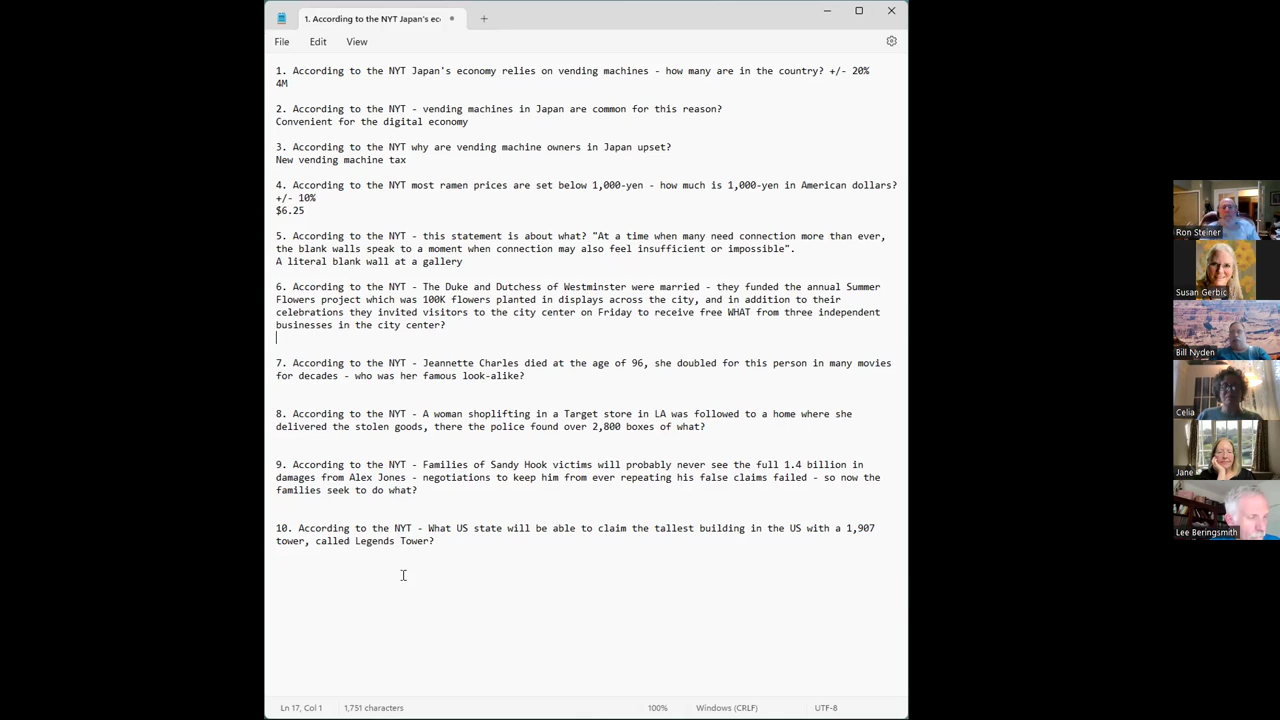 1. According to the NYT Japan's ec
File
Edit
View
1. According to the NYT Japan's economy relies on vending machines - how many are in the country? +/- 20%
4M
2. According to the NYT - vending machines in Japan are common for this reason?
Convenient for the digital economy
3. According to the NYT why are vending machine owners in Japan upset?
New vending machine tax
4. According to the NYT most ramen prices are set below 1,000-yen - how much is 1,000-yen in American dollars?
+/- 10%
$6.25
5. According to the NYT - this statement is about what? "At a time when many need connection more than ever,
the blank walls speak to a moment when connection may also feel insufficient or impossible".
A literal blank wall at a gallery
6. According to the NYT - The Duke and Dutchess of Westminster were married - they funded the annual Summer
Flowers project which was 100K flowers planted in displays across the city, and in addition to their
celebrations they invited visitors to the city center on Friday to receive free WHAT from three independent
businesses in the city center?
7. According to the NYT - Jeannette Charles died at the age of 96, she doubled for this person in many movies
for decades - who was her famous look-alike?
8. According to the NYT - A woman shoplifting in a Target store in LA was followed to a home where she
delivered the stolen goods, there the police found over 2,800 boxes of what?
9. According to the NYT - Families of Sandy Hook victims will probably never see the full 1.4 billion in
damages from Alex Jones - negotiations to keep him from ever repeating his false claims failed - so now the
families seek to do what?
10. According to the NYT - What US state will be able to claim the tallest building in the US with a 1,907
tower, called Legends Tower?
Ln 17, Col 1
1,751 characters
100%
Windows (CRLF)
UTF-8
Ron Steiner
Susan Gerbic
Bill Nyden
Celia
Jane
Lee Beringsmith